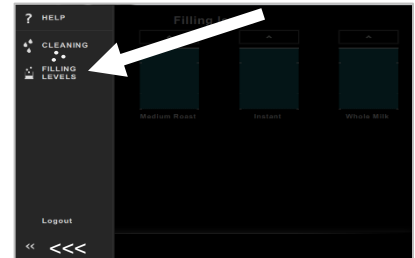 ? HELP
CLEANING
FILLING
LEVELS
Filling l
Medium Roast
Instant
Whole Milk
Logout
« <<<